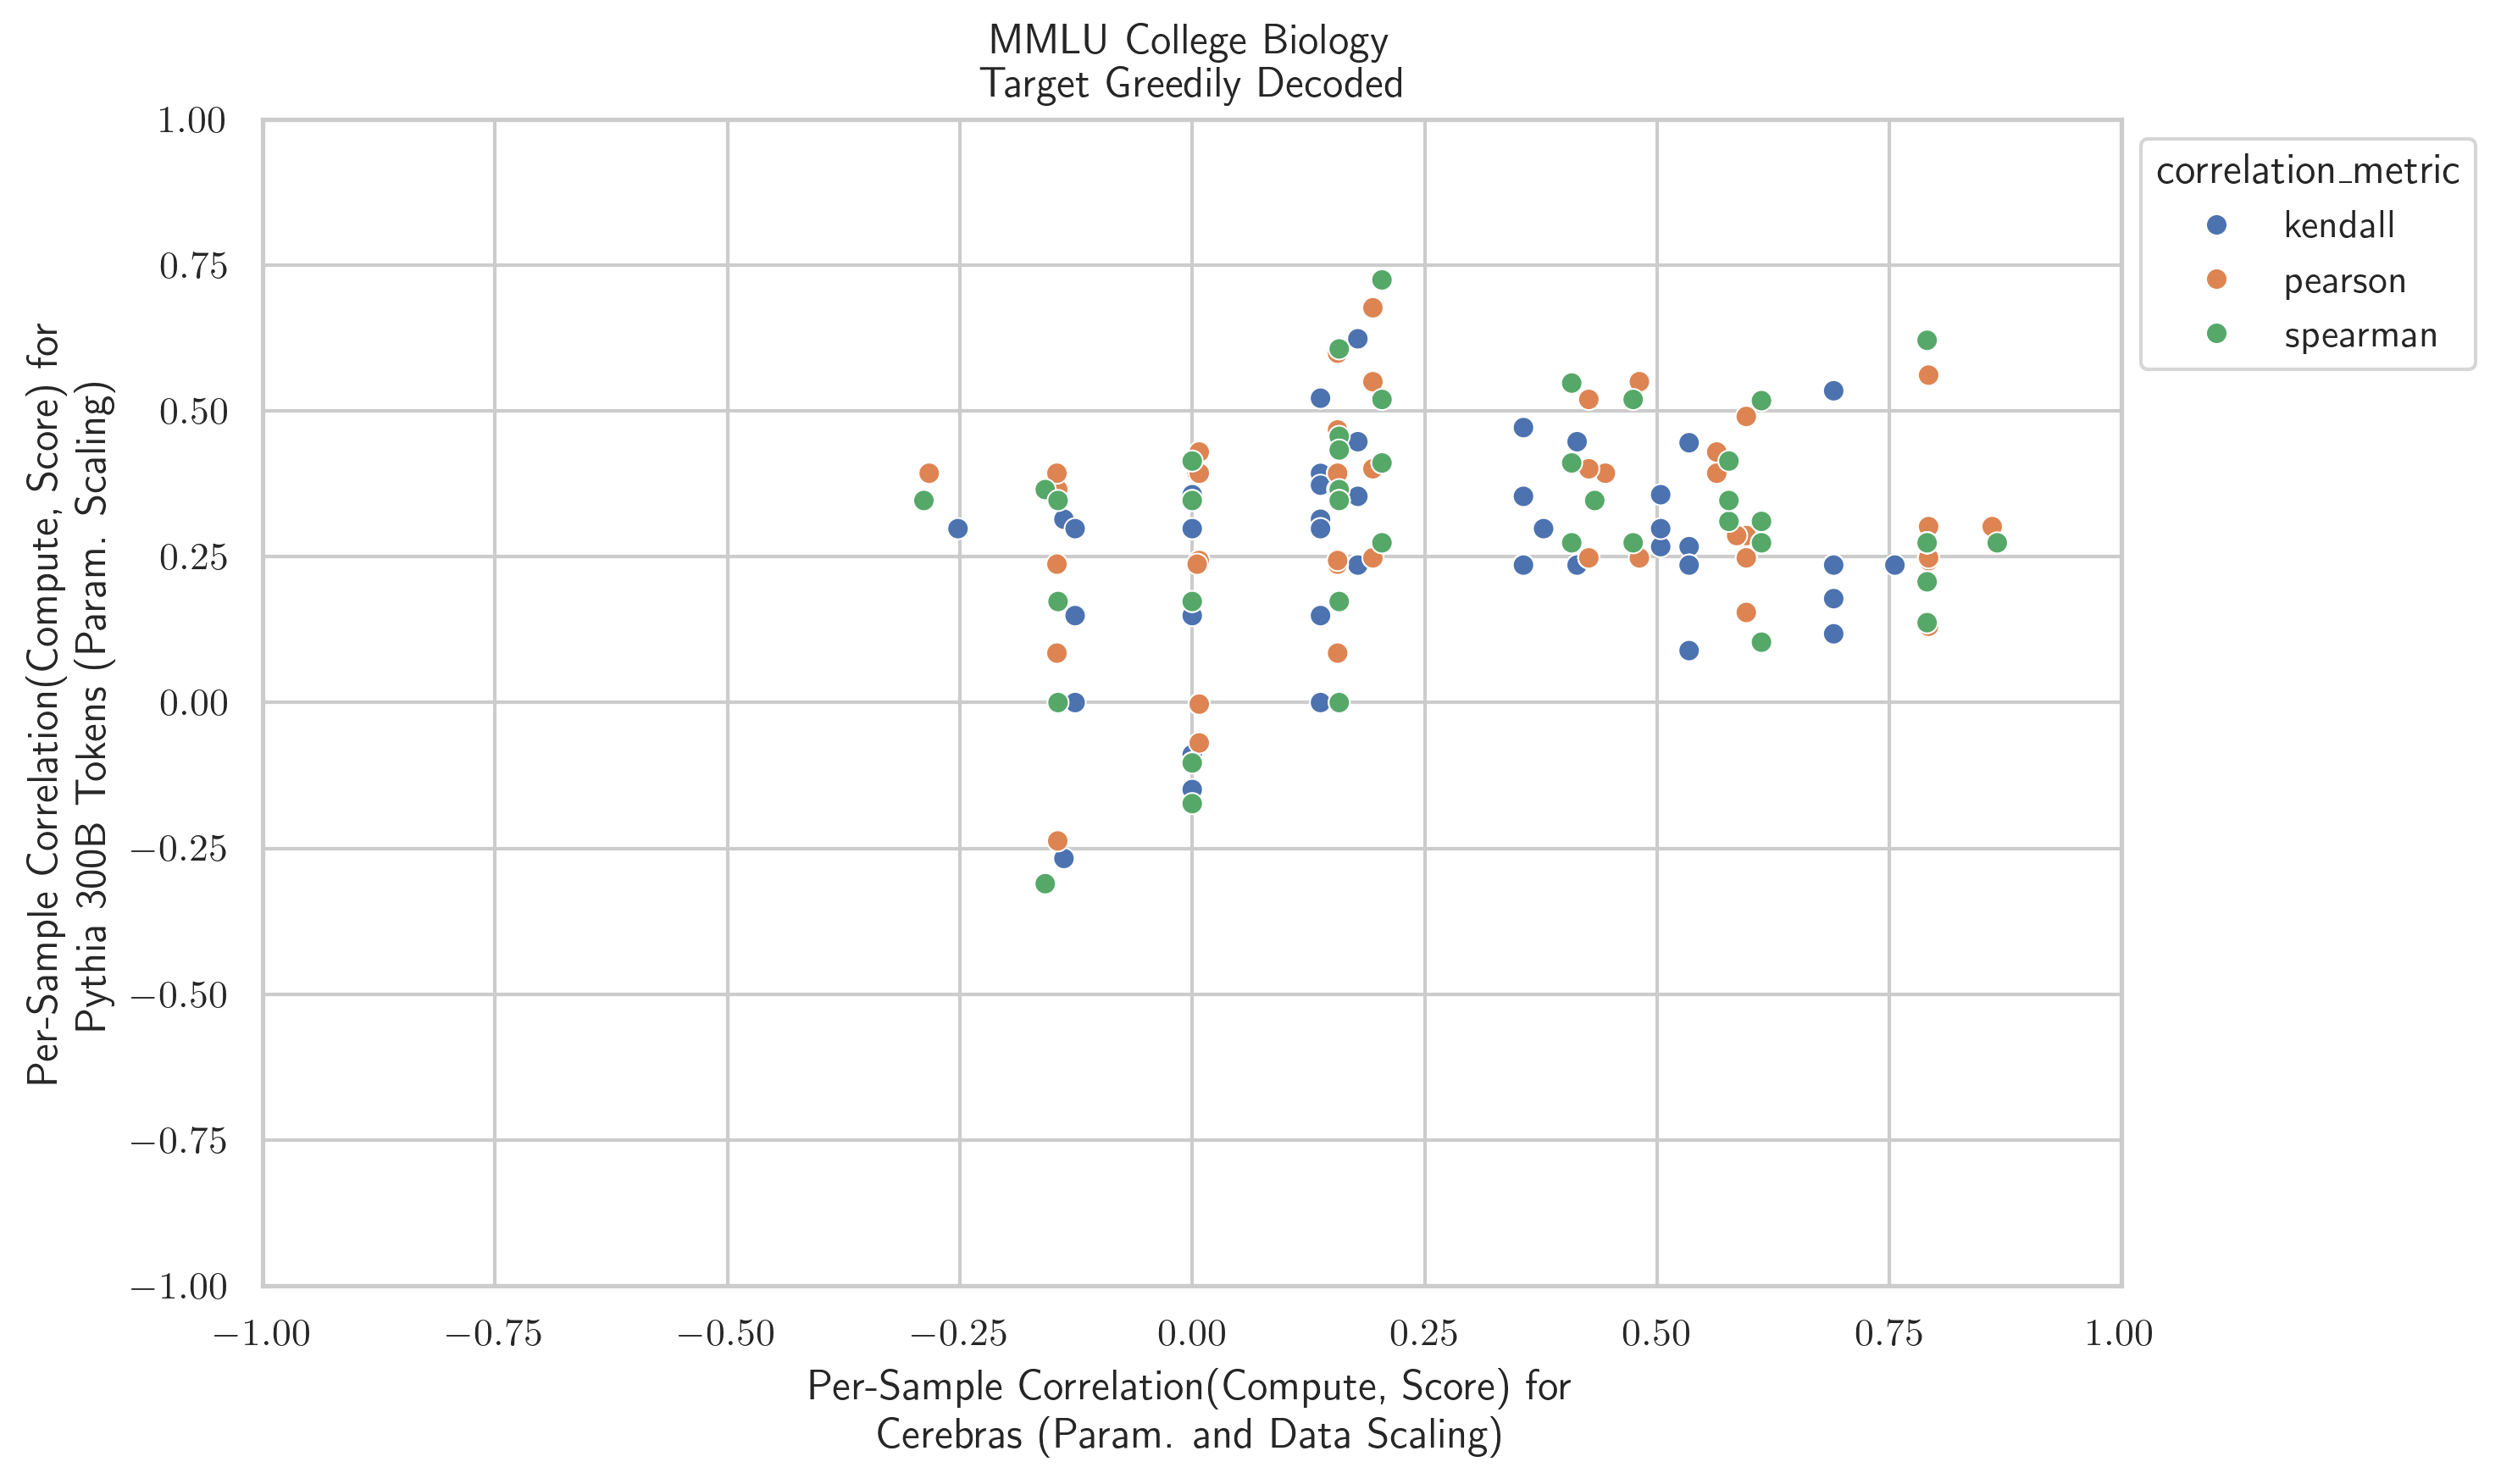 MMLU College Biology
Target Greedily Decoded
1.00
0.75
0.50
0.25
0.00
−0.25
−0.50
−0.75
−1.00
Per-Sample Correlation(Compute, Score) for
Pythia 300B Tokens (Param. Scaling)
correlation_metric
kendall
pearson
spearman
−1.00 −0.75 −0.50 −0.25 0.00 0.25 0.50 0.75 1.00
Per-Sample Correlation(Compute, Score) for
Cerebras (Param. and Data Scaling)